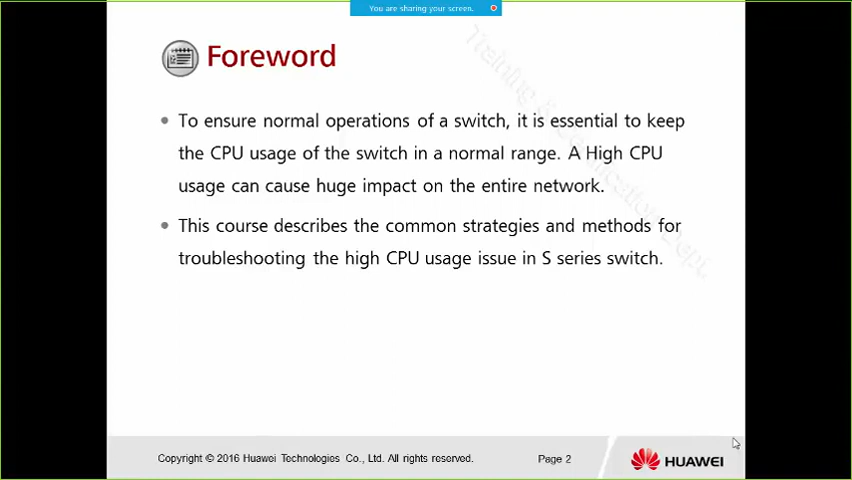 You are sharing your screen.
Foreword
• To ensure normal operations of a switch, it is essential to keep
the CPU usage of the switch in a normal range. A High CPU
usage can cause huge impact on the entire network.
• This course describes the common strategies and methods for
troubleshooting the high CPU usage issue in S series switch.
Training & Certification Dept.
Copyright © 2016 Huawei Technologies Co., Ltd. All rights reserved.
Page 2
HUAWEI